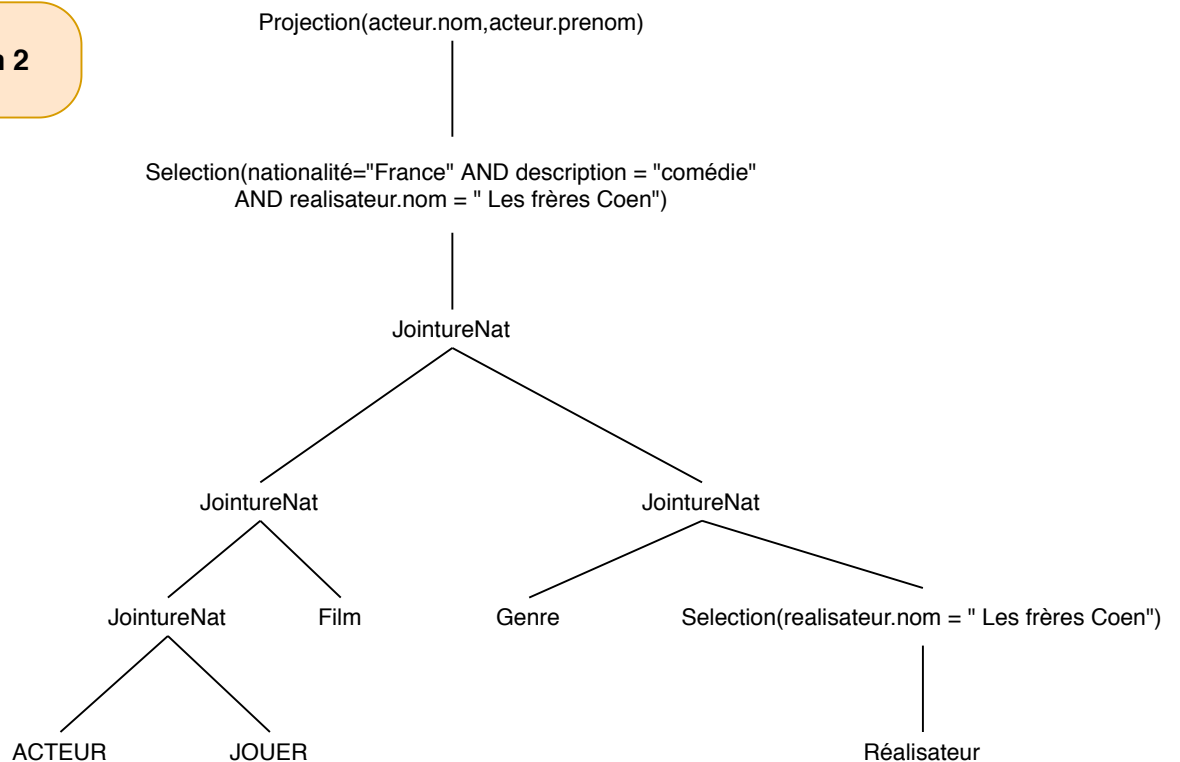 Projection(acteur.nom,acteur.prenom)
2
Selection(nationalité="France" AND description = "comédie"
AND realisateur.nom = " Les frères Coen")
JointureNat
JointureNat
JointureNat
JointureNat
Film
Genre
Selection(realisateur.nom = " Les frères Coen")
ACTEUR
JOUER
Réalisateur